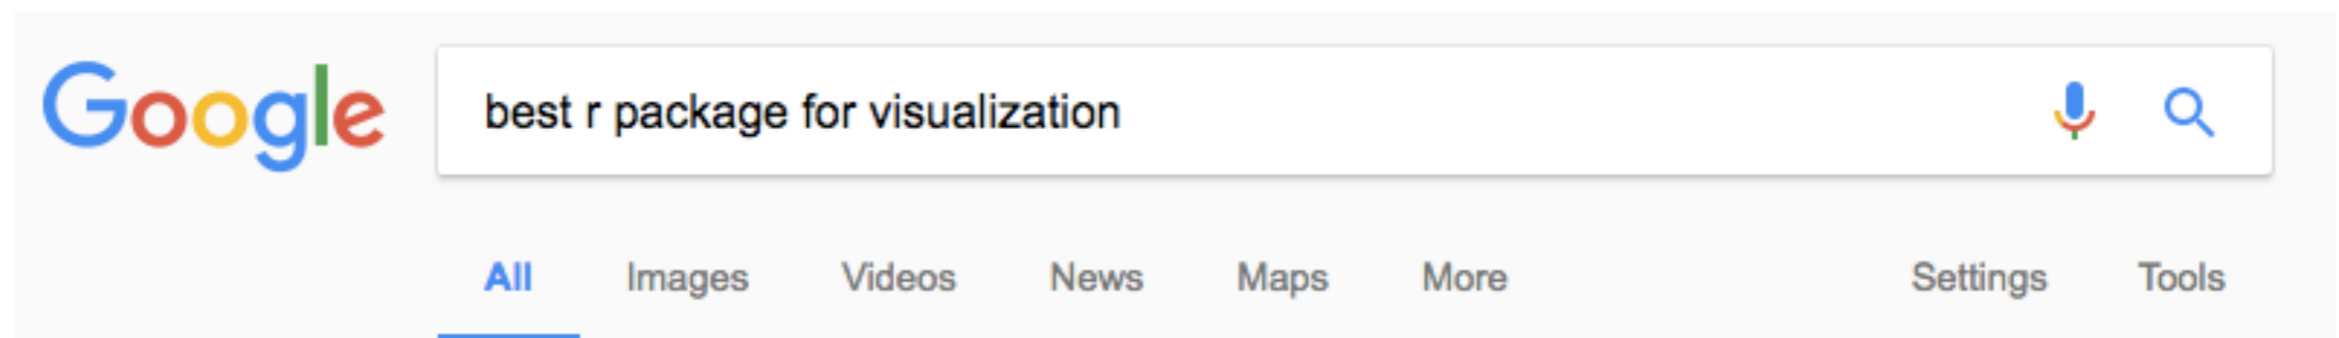 Google best r package for visualization
All Images Videos News Maps More Settings Tools